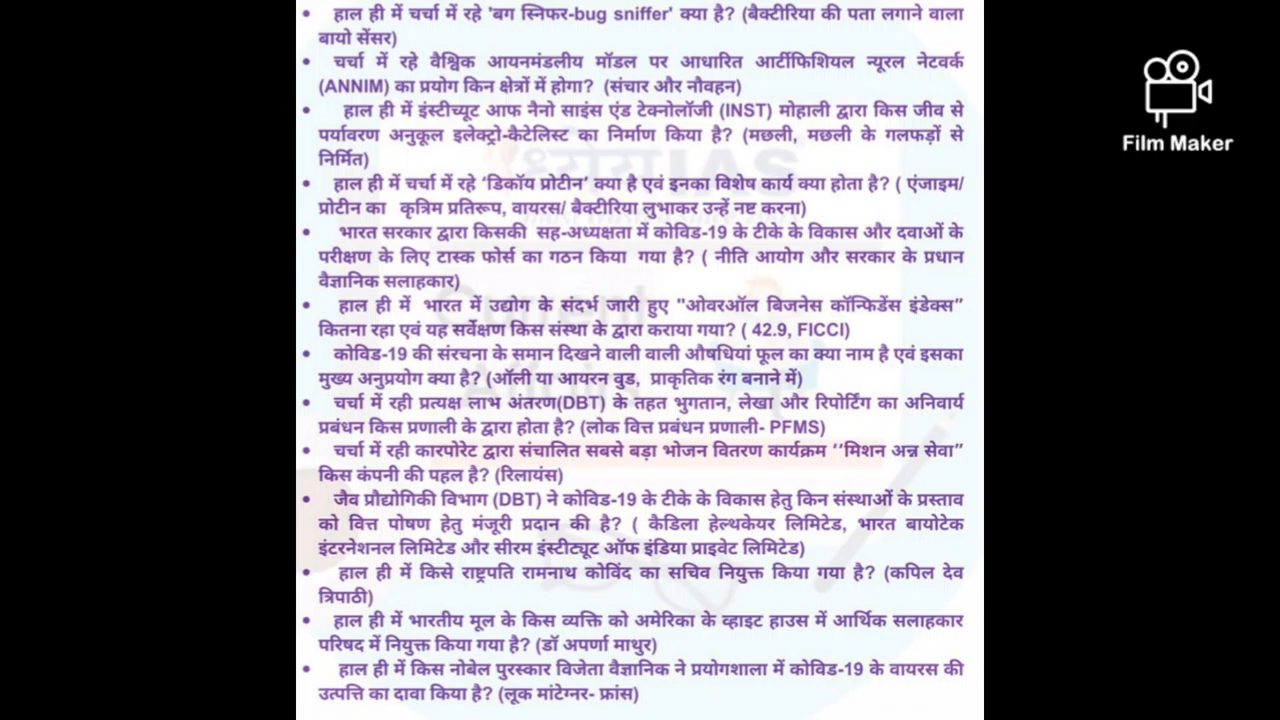 • हाल ही में चर्चा में रहे 'बग स्निफर-bug sniffer' क्या है? (बैक्टीरिया की पता लगाने वाला
बायो सेंसर)
• चर्चा में रहे वैश्विक आयनमंडलीय मॉडल पर आधारित आर्टीफिशियल न्यूरल नेटवर्क
(ANNIM) का प्रयोग किन क्षेत्रों में होगा? (संचार और नौवहन)
• हाल ही में इंस्टीच्यूट आफ नैनो साइंस एंड टेक्नोलॉजी (INST) मोहाली द्वारा किस जीव से
पर्यावरण अनुकूल इलेक्ट्रो-कैटेलिस्ट का निर्माण किया है? (मछली, मछली के गलफड़ों से
निर्मित)
• हाल ही में चर्चा में रहे ‘डिकॉय प्रोटीन’ क्या है एवं इनका विशेष कार्य क्या होता है? ( एंजाइम/
प्रोटीन का कृत्रिम प्रतिरूप, वायरस/ बैक्टीरिया लुभाकर उन्हें नष्ट करना)
• भारत सरकार द्वारा किसकी सह-अध्यक्षता में कोविड-19 के टीके के विकास और दवाओं के
परीक्षण के लिए टास्क फोर्स का गठन किया गया है? ( नीति आयोग और सरकार के प्रधान
वैज्ञानिक सलाहकार)
• हाल ही में भारत में उद्योग के संदर्भ जारी हुए "ओवरऑल बिजनेस कॉन्फिडेंस इंडेक्स”
कितना रहा एवं यह सर्वेक्षण किस संस्था के द्वारा कराया गया? ( 42.9, FICCI)
• कोविड-19 की संरचना के समान दिखने वाली वाली औषधियां फूल का क्या नाम है एवं इसका
मुख्य अनुप्रयोग क्या है? (ऑली या आयरन वुड, प्राकृतिक रंग बनाने में)
• चर्चा में रही प्रत्यक्ष लाभ अंतरण(DBT) के तहत भुगतान, लेखा और रिपोर्टिंग का अनिवार्य
प्रबंधन किस प्रणाली के द्वारा होता है? (लोक वित्त प्रबंधन प्रणाली- PFMS)
• चर्चा में रही कारपोरेट द्वारा संचालित सबसे बड़ा भोजन वितरण कार्यक्रम ‘‘मिशन अन्न सेवा”
किस कंपनी की पहल है? (रिलायंस)
• जैव प्रौद्योगिकी विभाग (DBT) ने कोविड-19 के टीके के विकास हेतु किन संस्थाओं के प्रस्ताव
को वित्त पोषण हेतु मंजूरी प्रदान की है? ( कैडिला हेल्थकेयर लिमिटेड, भारत बायोटेक
इंटरनेशनल लिमिटेड और सीरम इंस्टीट्यूट ऑफ इंडिया प्राइवेट लिमिटेड)
• हाल ही में किसे राष्ट्रपति रामनाथ कोविंद का सचिव नियुक्त किया गया है? (कपिल देव
त्रिपाठी)
• हाल ही में भारतीय मूल के किस व्यक्ति को अमेरिका के व्हाइट हाउस में आर्थिक सलाहकार
परिषद में नियुक्त किया गया है? (डॉ अपर्णा माथुर)
• हाल ही में किस नोबेल पुरस्कार विजेता वैज्ञानिक ने प्रयोगशाला में कोविड-19 के वायरस की
उत्पत्ति का दावा किया है? (लूक मांटेग्नर- फ्रांस)
ध्येय IAS
Current
Affairs
Film Maker